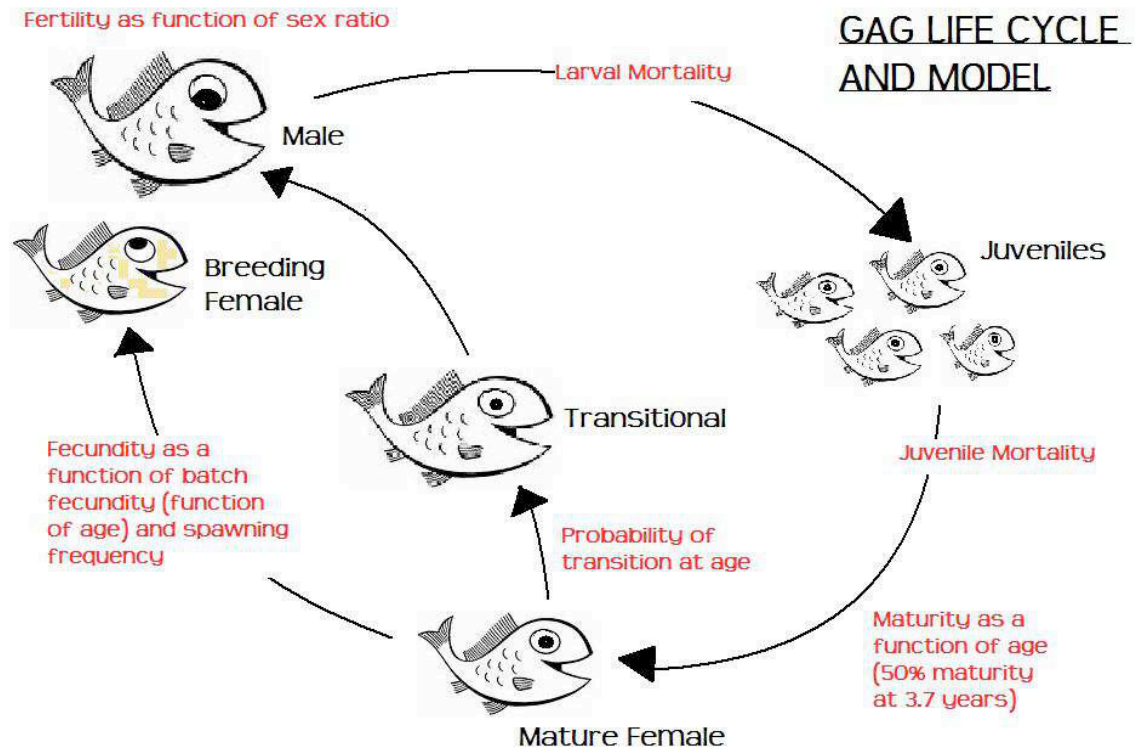 Fertility as function of sex ratio
GAG LIFE CYCLE
AND MODEL
Larval Mortality
Male
Breeding
Female
Juveniles
Transitional
Juvenile Mortality
Fecundity as a
function of batch
fecundity (function
of age) and spawning
frequency
Probability of
transition at age
Maturity as a
function of age
(50% maturity
at 3.7 years)
Mature Female